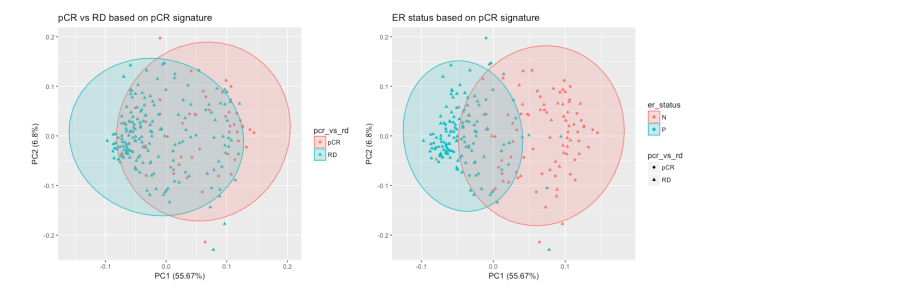 pCR vs RD based on pCR signature
0.2
0.1
0.0
-0.1
-0.2
PC2 (6.8%)
-0.1
0.0
0.1
0.2
PC1 (55.67%)
pcr_vs_rd
pCR
RD
ER status based on pCR signature
0.2
0.1
0.0
-0.1
-0.2
PC2 (6.8%)
-0.1
0.0
0.1
PC1 (55.67%)
er_status
N
P
pcr_vs_rd
pCR
RD